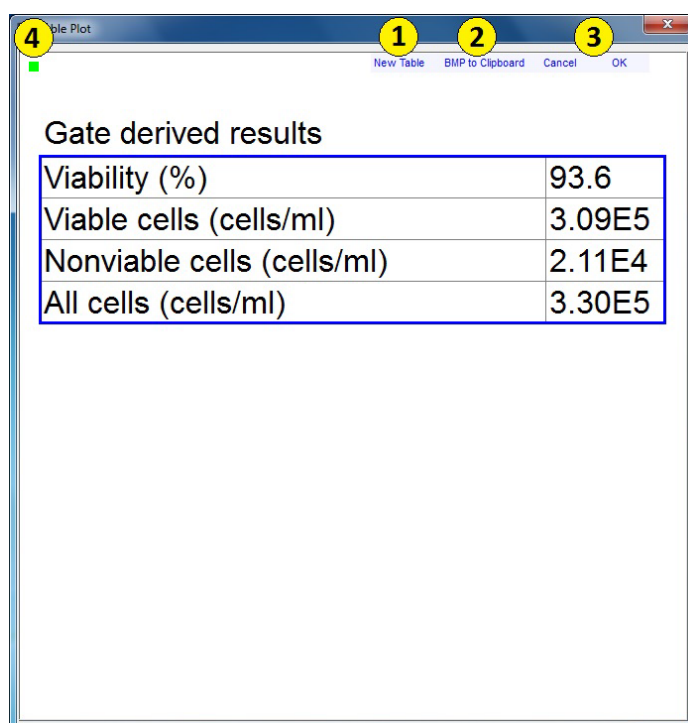 4 ble Plot 1 2 3
New Table BMP to Clipboard Cancel OK
Gate derived results
Viability (%) 93.6
Viable cells (cells/ml) 3.09E5
Nonviable cells (cells/ml) 2.11E4
All cells (cells/ml) 3.30E5